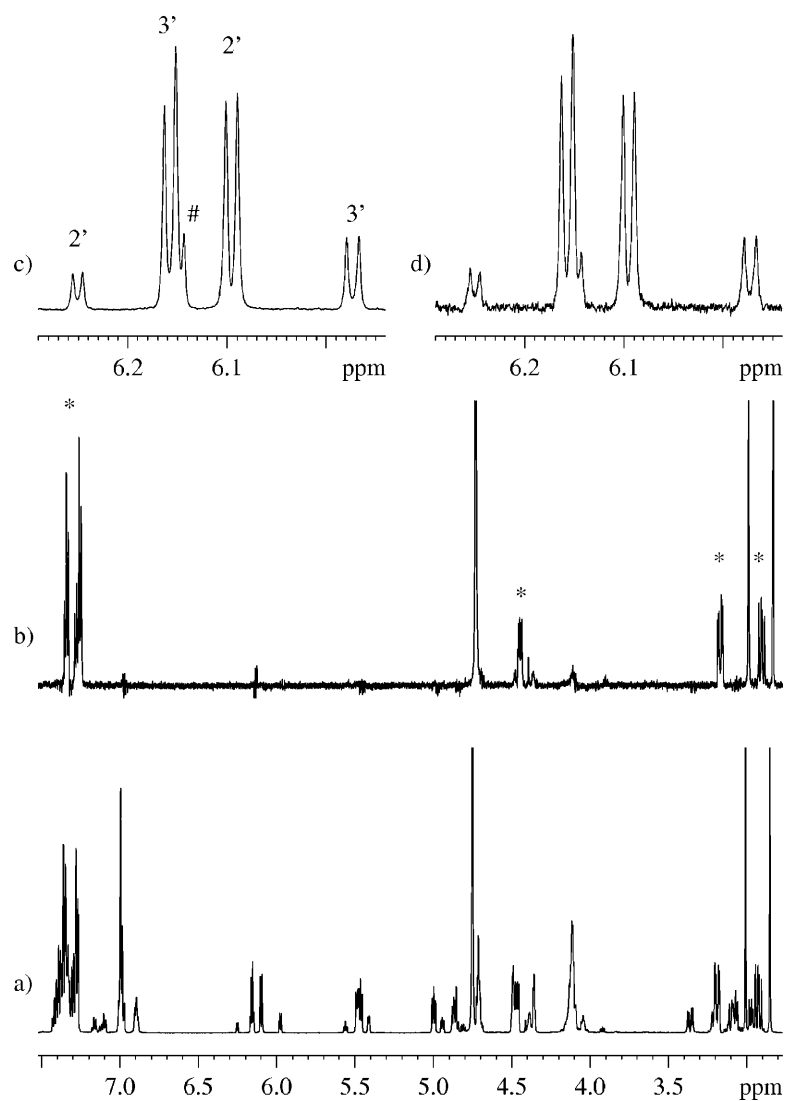 3’ 2’
#
2’ 3’
c) d)
6.2 6.1 ppm 6.2 6.1 ppm
*
* *
*
b)
a)
7.0 6.5 6.0 5.5 5.0 4.5 4.0 3.5 ppm